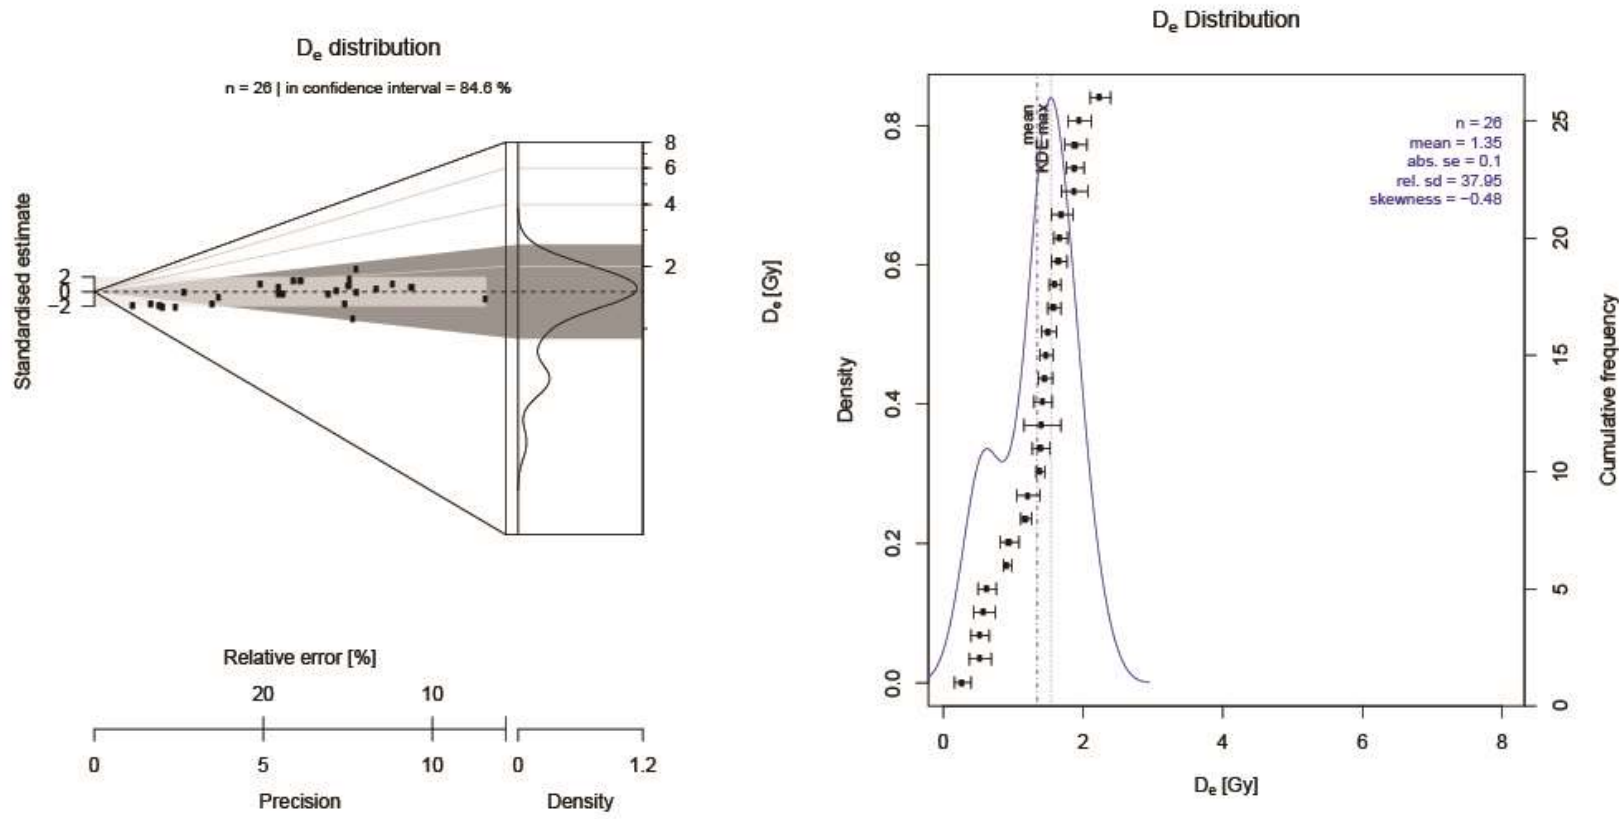 De distribution
n = 26 | in confidence interval = 84.6 %
Standardised estimate
2
0
−2
8
6
4
2
De [Gy]
Relative error [%]
20 10
0 5 10
Precision
0 1.2
Density
De Distribution
mean
KDE max
n = 26
mean = 1.35
abs. se = 0.1
rel. sd = 37.95
skewness = −0.48
Density
0.8
0.6
0.4
0.2
0.0
25
20
15
10
5
0
Cumulative frequency
0 2 4 6 8
De [Gy]